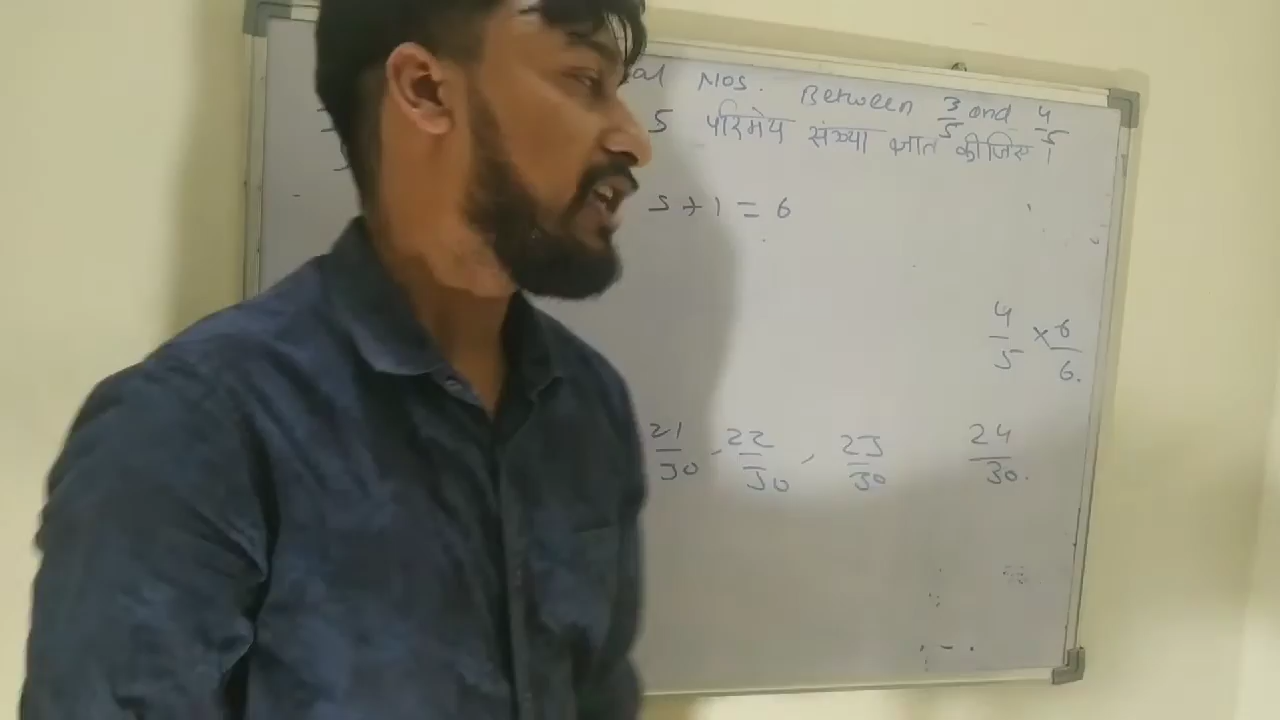 al Nos. Between 3/5 and 4/5
5 परिमेय संख्या ज्ञात कीजिए ।
5 + 1 = 6
4/5 × 6/6.
21/30, 22/30, 23/30 24/30.